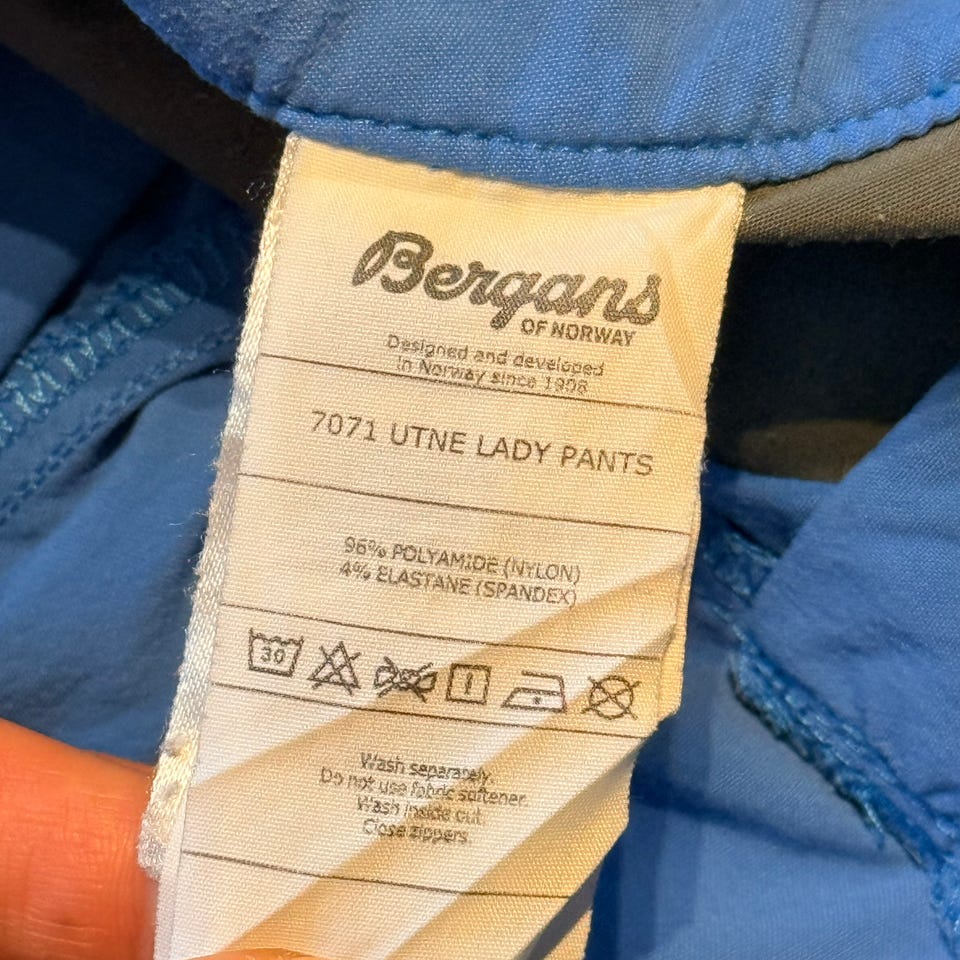 Bergans
OF NORWAY
Designed and developed
in Norway since 1908
7071 UTNE LADY PANTS
96% POLYAMIDE (NYLON)
4% ELASTANE (SPANDEX)
30
Wash separately.
Do not use fabric softener.
Wash inside out.
Close zippers.